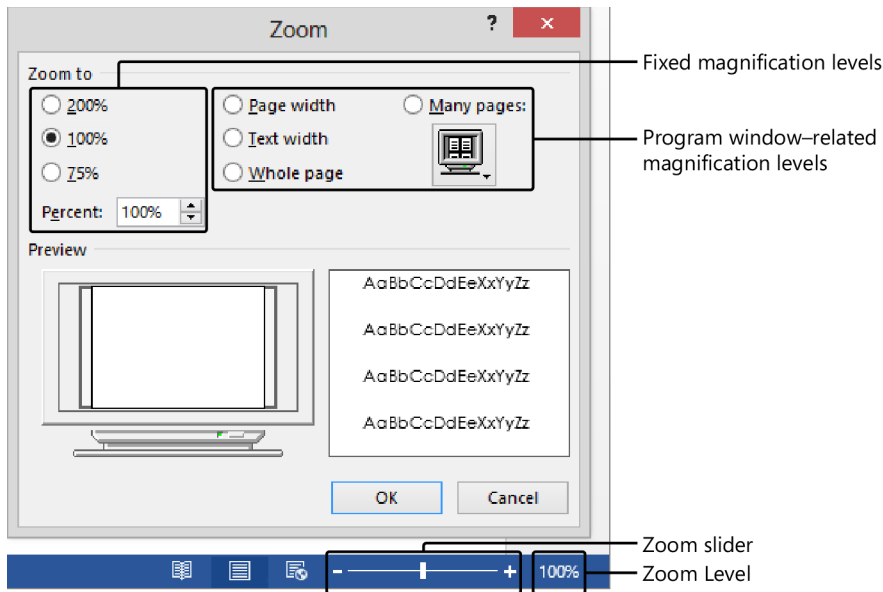 Zoom
?
×
Fixed magnification levels
Zoom to
200%
Page width
Many pages:
100%
Text width
Program window–related
magnification levels
75%
Whole page
Percent: 100%
Preview
AaBbCcDdEeXxYyZz
AaBbCcDdEeXxYyZz
AaBbCcDdEeXxYyZz
AaBbCcDdEeXxYyZz
OK
Cancel
Zoom slider
- + 100%
Zoom Level